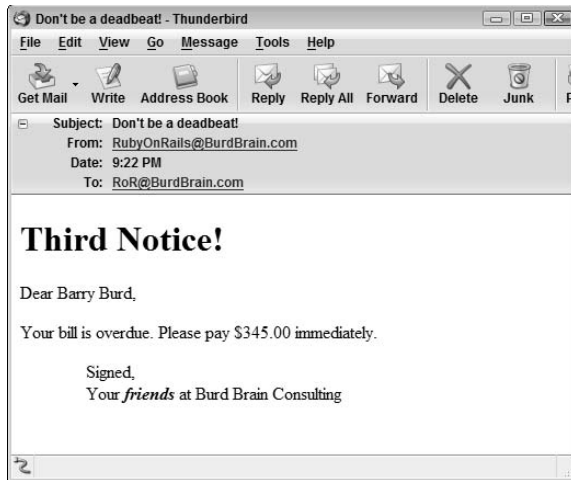 Don't be a deadbeat! - Thunderbird
File Edit View Go Message Tools Help
Get Mail Write Address Book Reply Reply All Forward Delete Junk P
Subject: Don't be a deadbeat!
From: RubyOnRails@BurdBrain.com
Date: 9:22 PM
To: RoR@BurdBrain.com
Third Notice!
Dear Barry Burd,
Your bill is overdue. Please pay $345.00 immediately.
Signed,
Your friends at Burd Brain Consulting